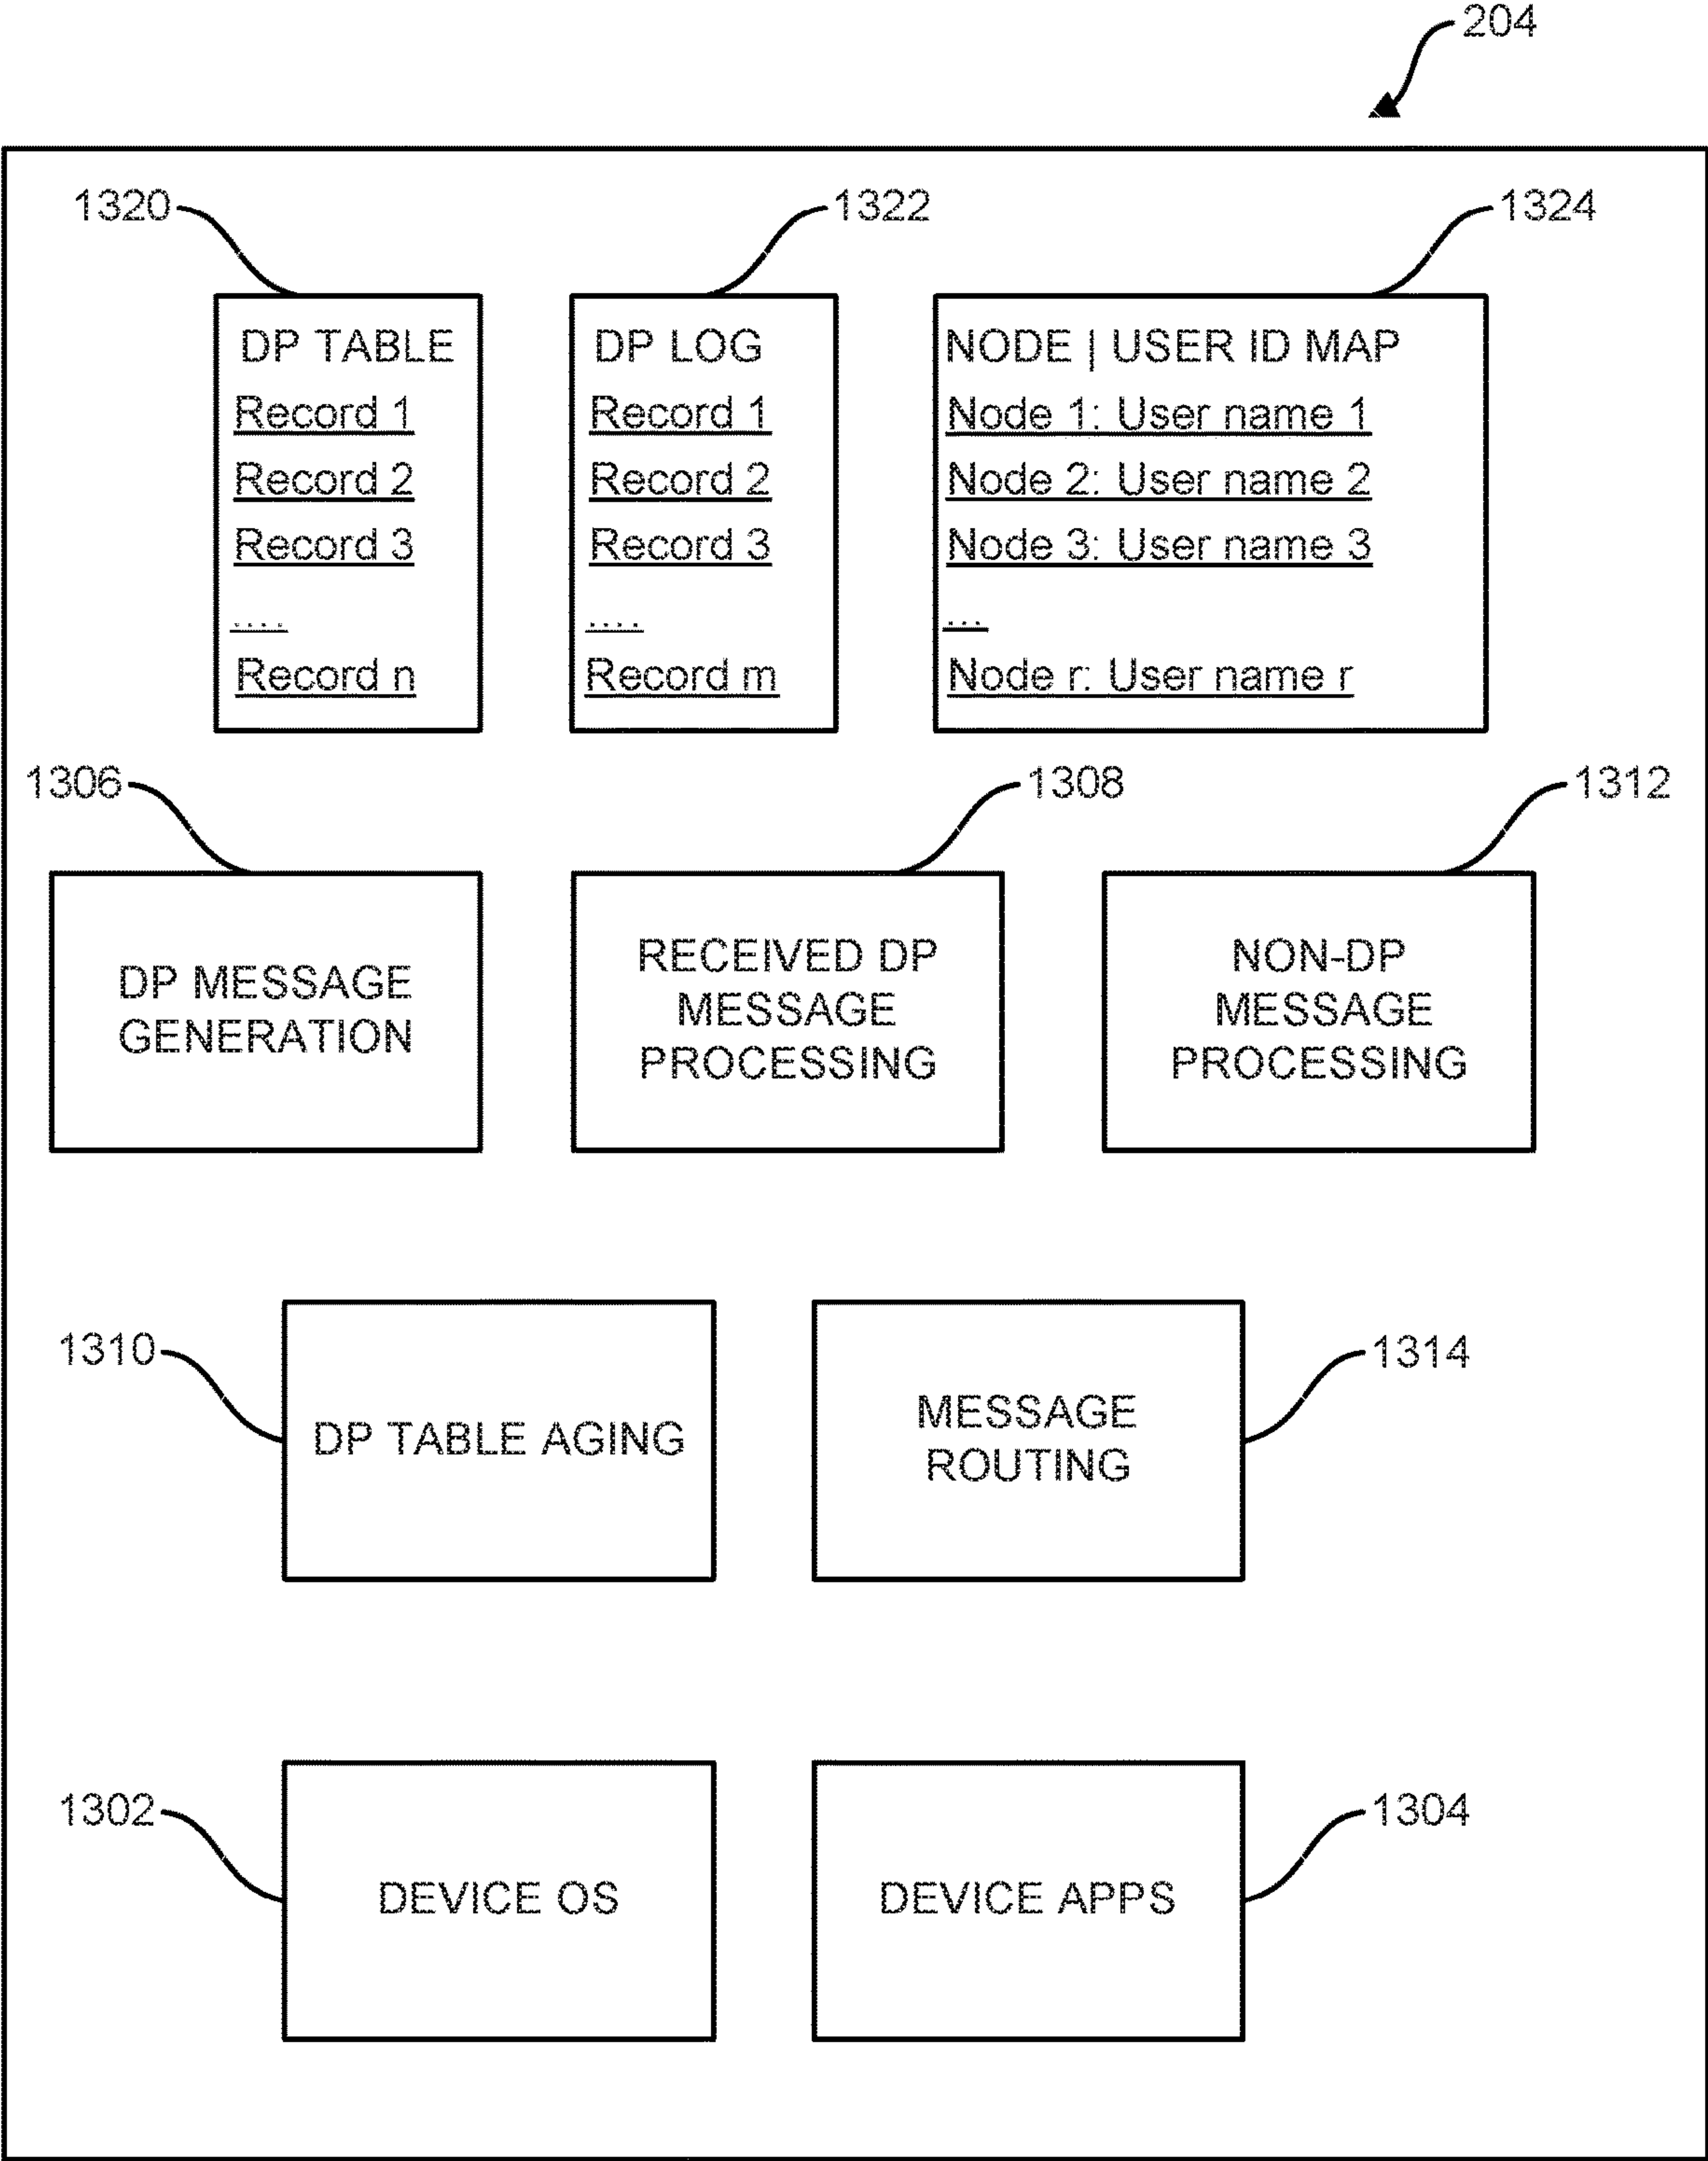 204
1320
1322
1324
DP TABLE
Record 1
Record 2
Record 3
....
Record n
DP LOG
Record 1
Record 2
Record 3
....
Record m
NODE | USER ID MAP
Node 1: User name 1
Node 2: User name 2
Node 3: User name 3
...
Node r: User name r
1306
1308
1312
DP MESSAGE
GENERATION
RECEIVED DP
MESSAGE
PROCESSING
NON-DP
MESSAGE
PROCESSING
1310
1314
DP TABLE AGING
MESSAGE
ROUTING
1302
1304
DEVICE OS
DEVICE APPS